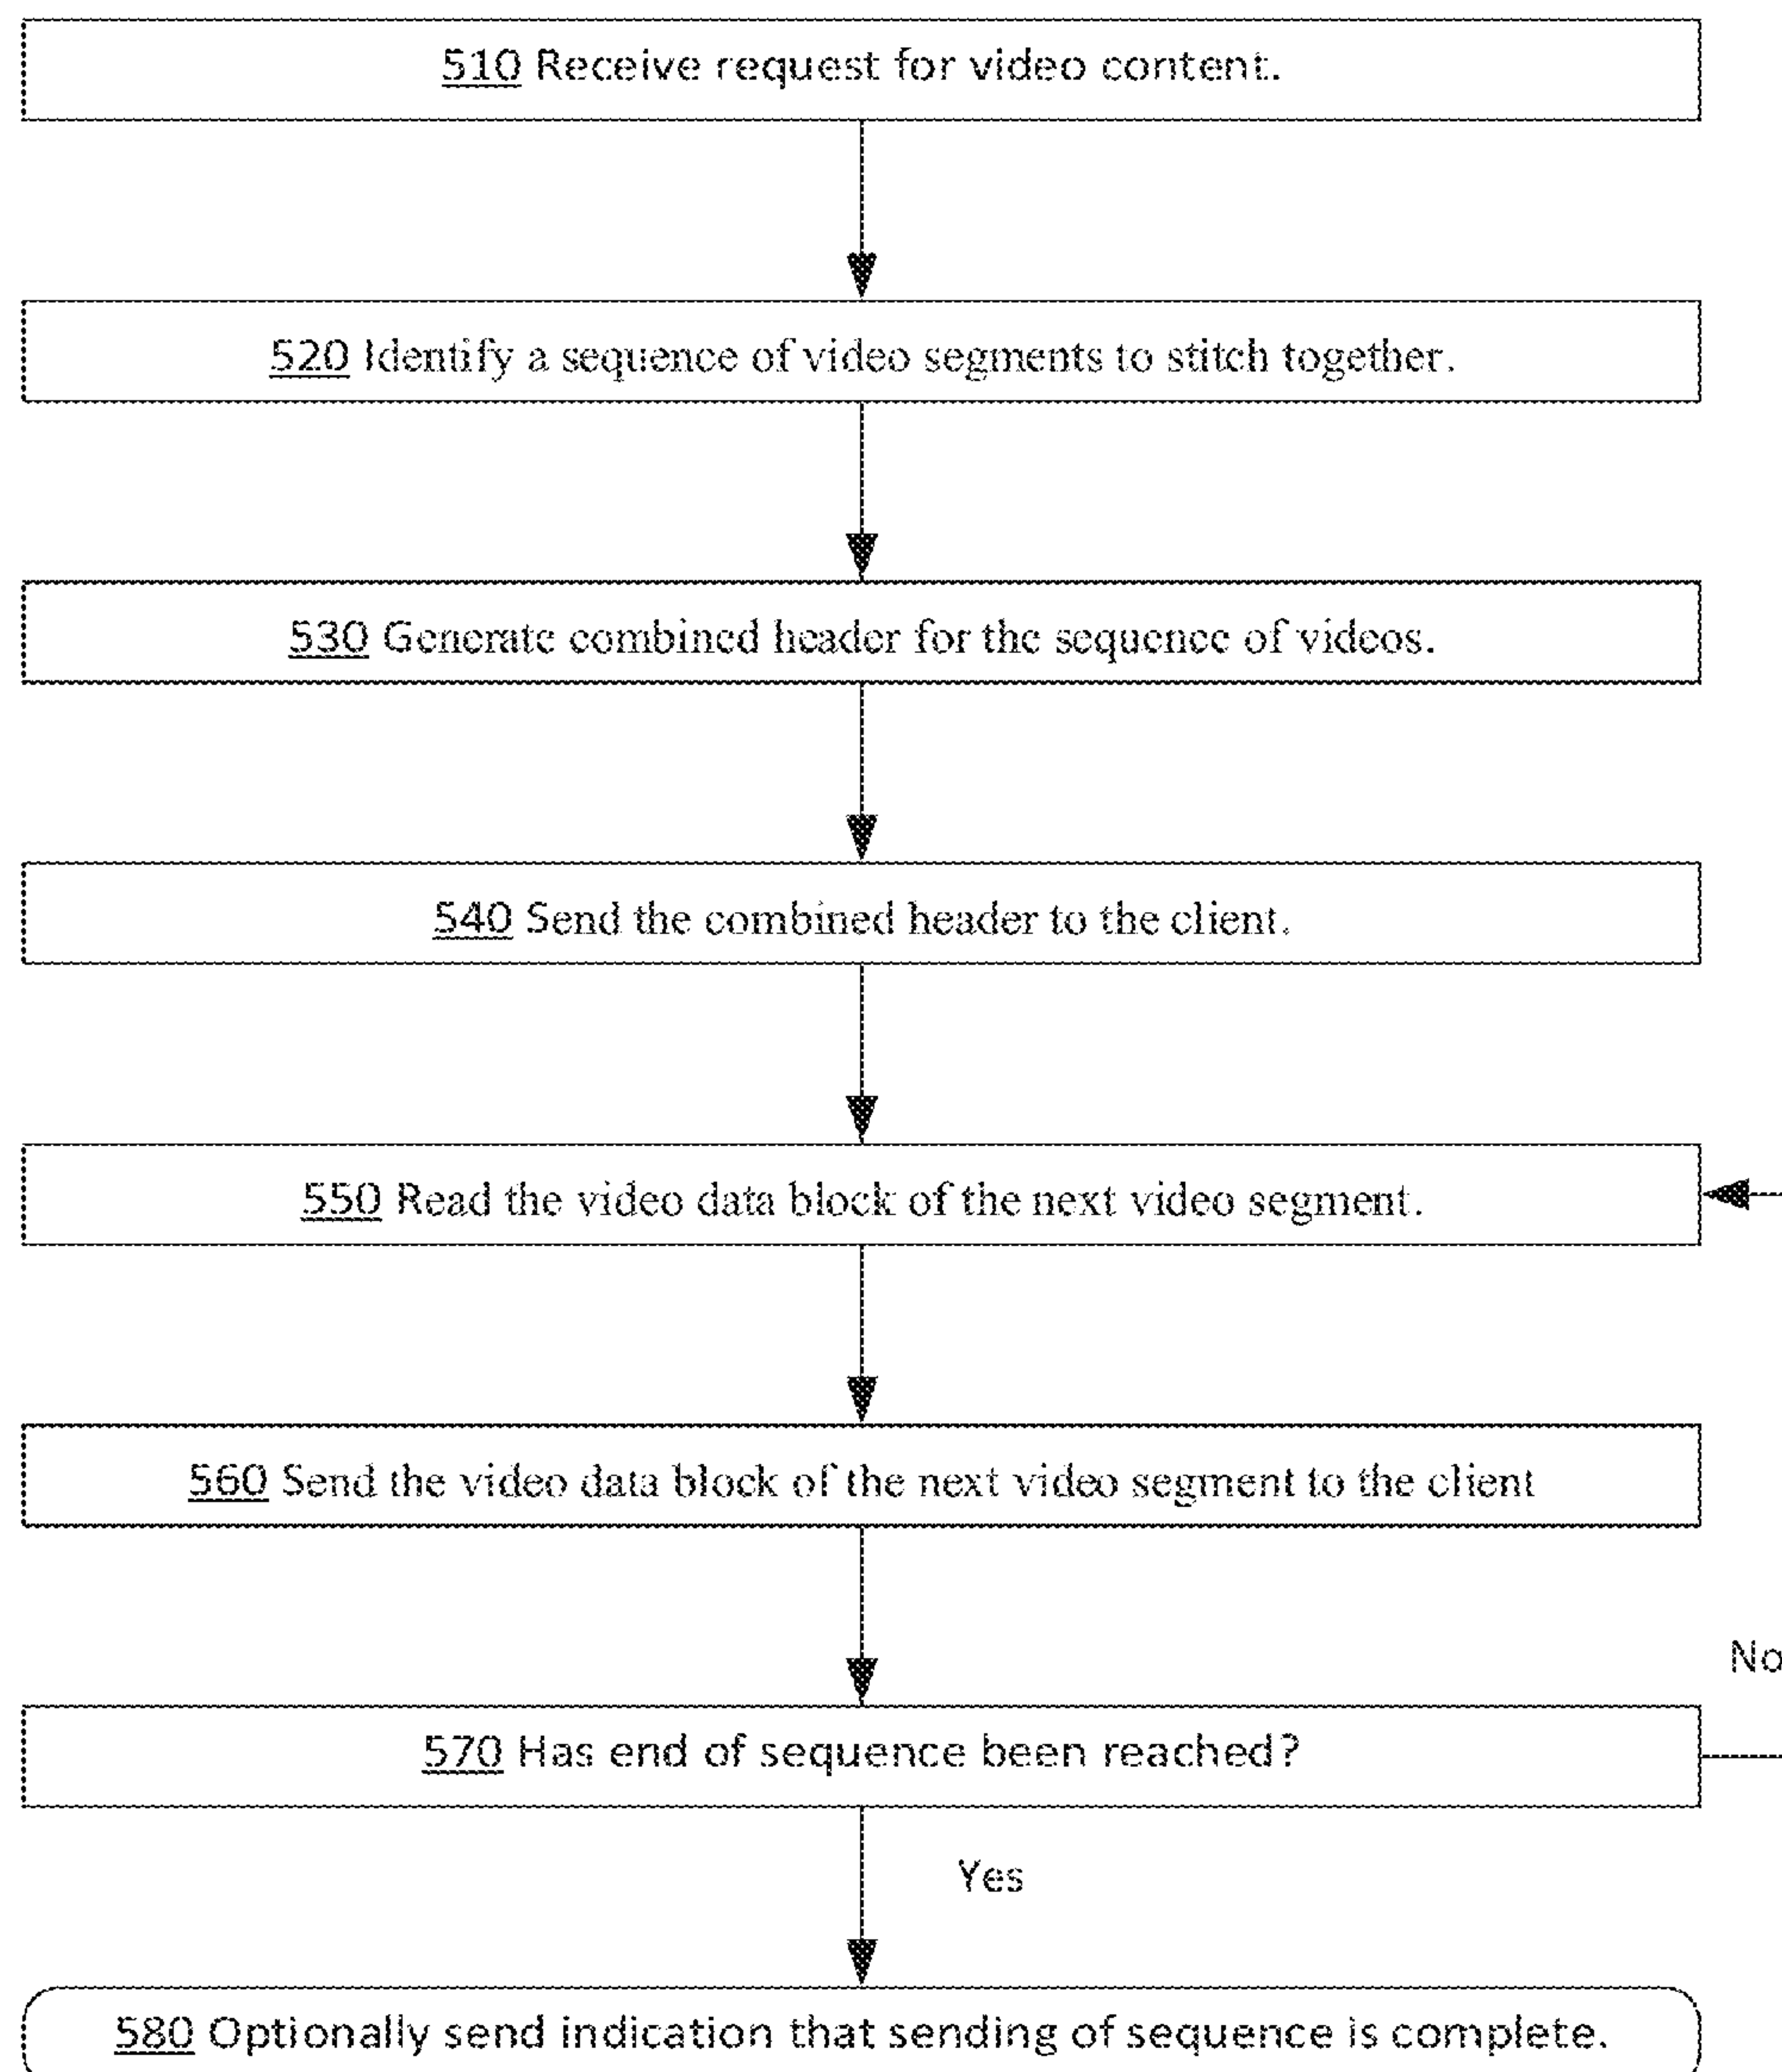 510 Receive request for video content.
520 Identify a sequence of video segments to stitch together.
530 Generate combined header for the sequence of videos.
540 Send the combined header to the client.
550 Read the video data block of the next video segment.
560 Send the video data block of the next video segment to the client
No
570 Has end of sequence been reached?
Yes
580 Optionally send indication that sending of sequence is complete.